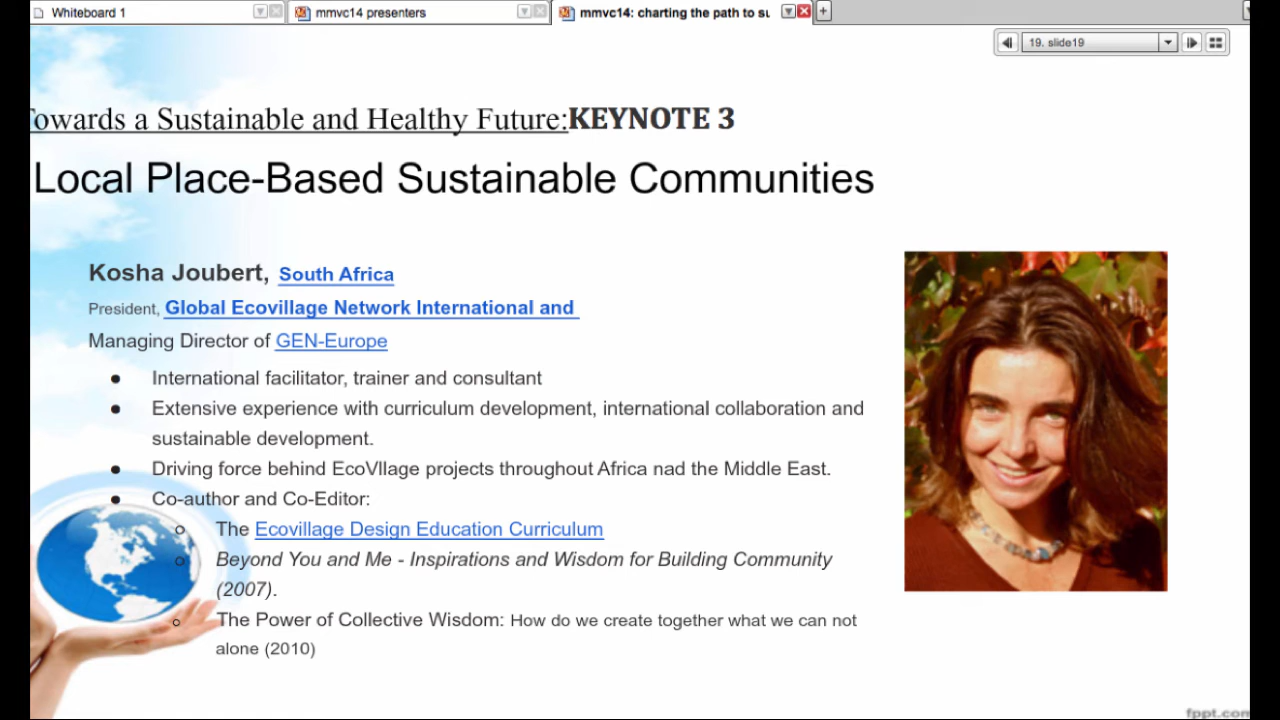 Whiteboard 1
mmvc14 presenters
mmvc14: charting the path to su
19. slide19
Towards a Sustainable and Healthy Future:KEYNOTE 3
Local Place-Based Sustainable Communities
Kosha Joubert, South Africa
President, Global Ecovillage Network International and
Managing Director of GEN-Europe
International facilitator, trainer and consultant
Extensive experience with curriculum development, international collaboration and
sustainable development.
Driving force behind EcoVIlage projects throughout Africa nad the Middle East.
Co-author and Co-Editor:
The Ecovillage Design Education Curriculum
Beyond You and Me - Inspirations and Wisdom for Building Community
(2007).
The Power of Collective Wisdom: How do we create together what we can not
alone (2010)
fppt.com